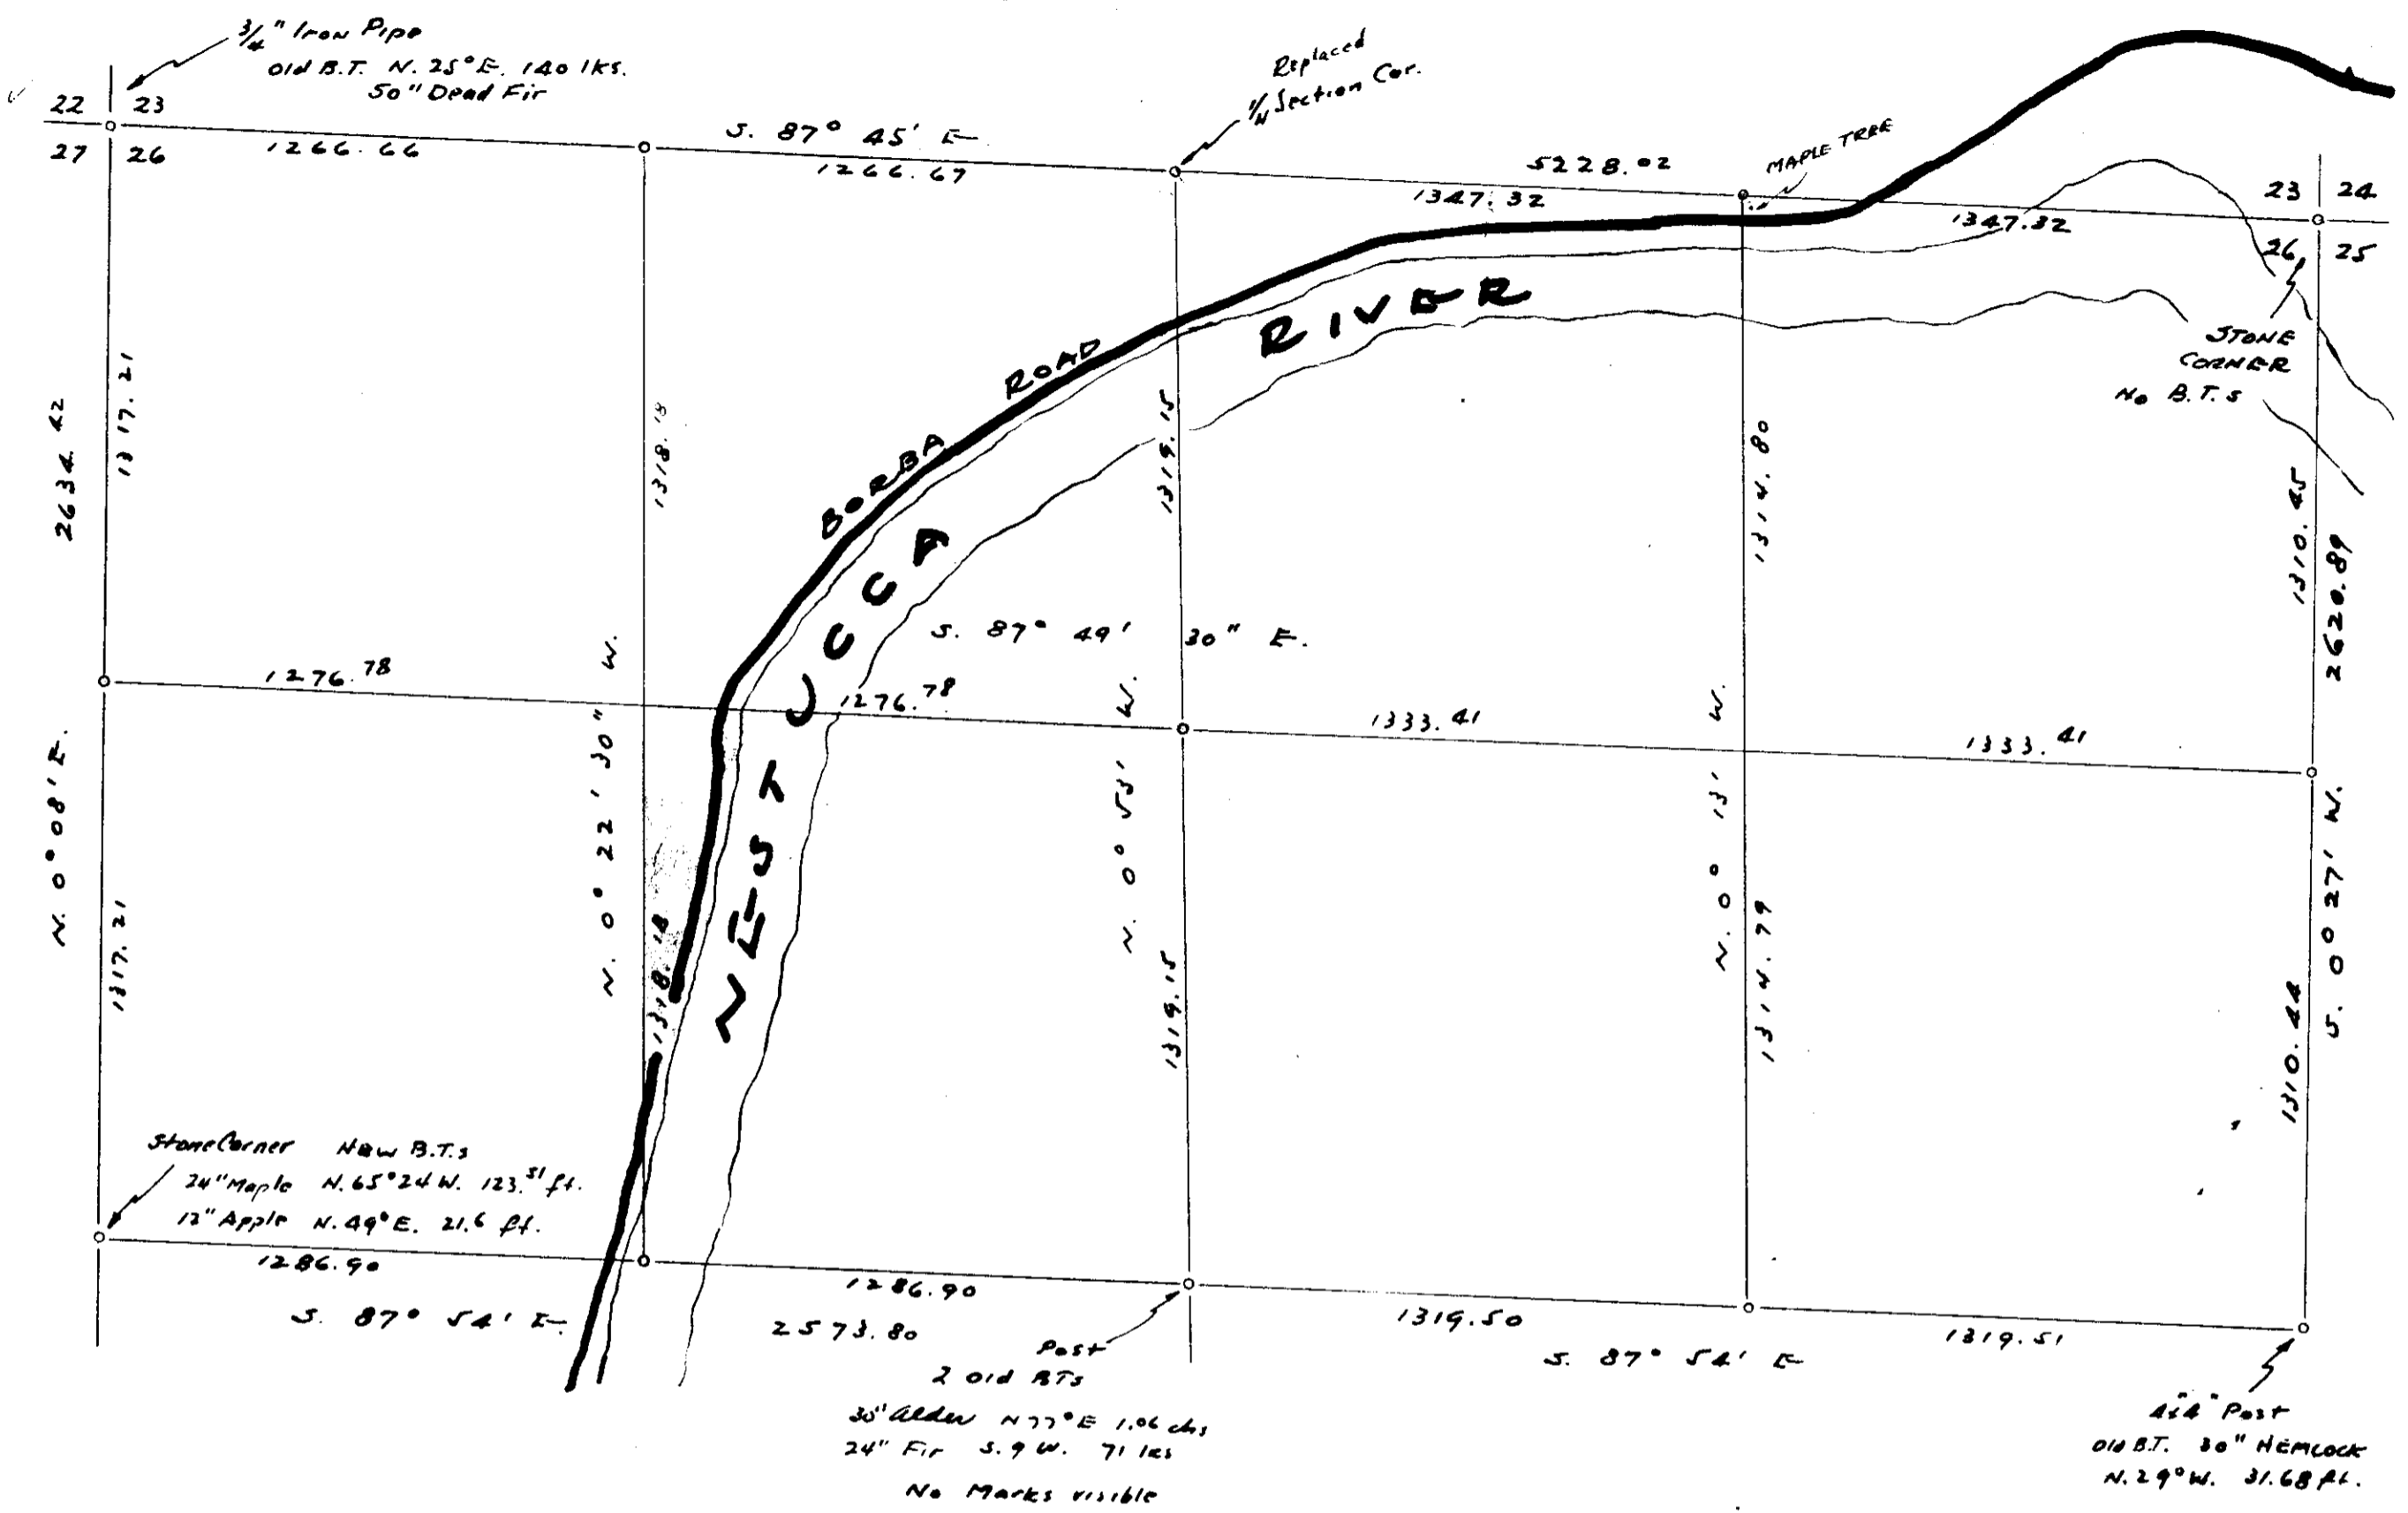 3/4" Iron Pipe
Old B.T. N. 25° E. 140 lks.
50" Dead Fir
Replaced
1/4 Section Cor.
MAPLE TREE
22 23
27 26
S. 87° 45' E
5228.02
1266.66
1266.67
1347.32
1347.32
23 24
26 25
STONE
CORNER
No B.T.s
RIVER
BORBA ROAD
NESTUCCA
2634.42
1317.21
1318.18
1319.15
1314.80
1310.45
2620.89
S. 87° 49' 30" E.
1276.78
1276.78
1333.41
1333.41
N. 0° 08' E.
N. 0° 22' 30" W.
N. 0° 53' W.
N. 0° 13' W.
S. 0° 27' W.
1317.21
1318.18
1319.15
1314.79
1310.44
Stone Corner New B.T.s
24" Maple N. 65° 24 W. 123.51 ft.
12" Apple N. 49° E. 21.6 ft.
1286.90
1286.90
1319.50
1319.51
S. 87° 54' E.
2573.80
S. 87° 54' E
Post
2 Old BTs
30" Alder N 77° E 1.06 chs
24" Fir S. 9 W. 71 lks
No Marks visible
4"x4" Post
Old B.T. 30" HEMLOCK
N. 29° W. 31.68 ft.